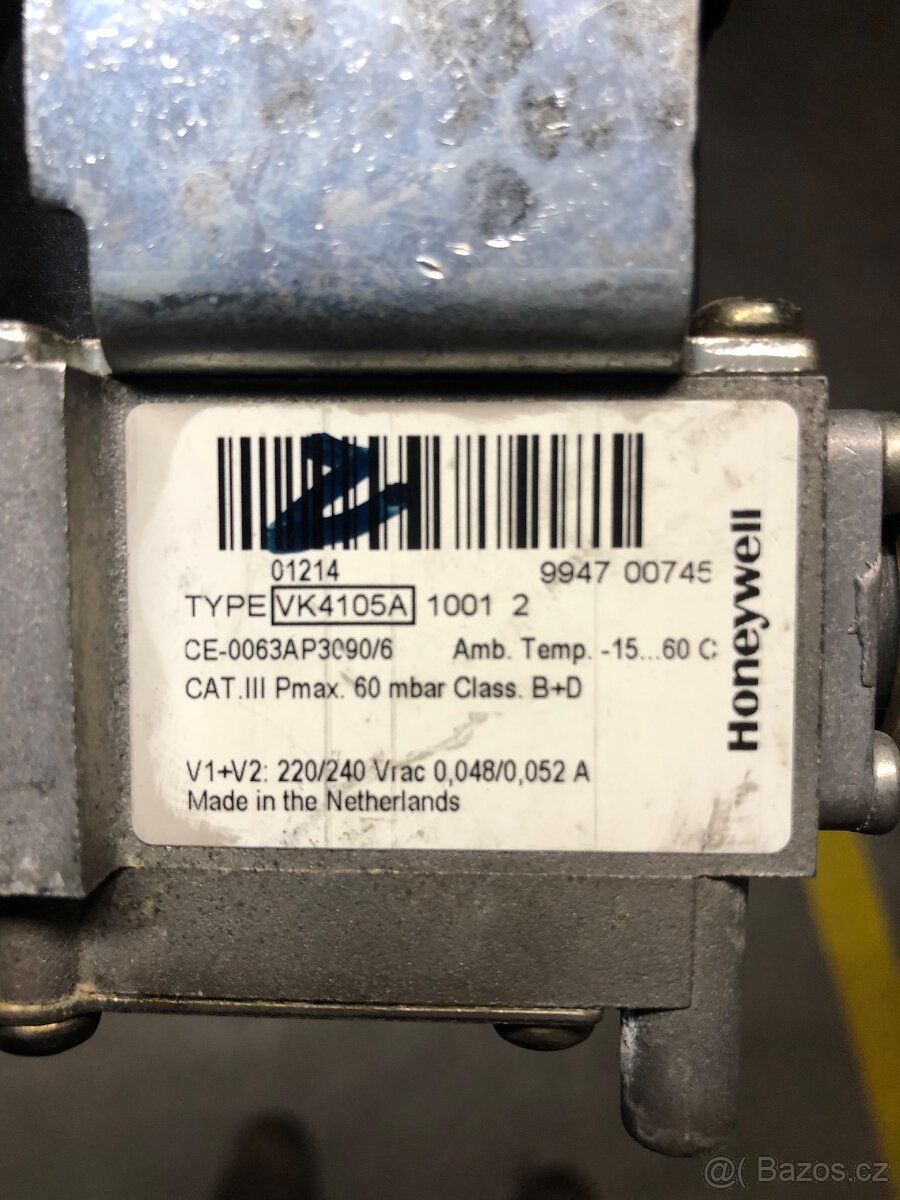 01214 9947 00745
TYPE VK4105A 1001 2
CE-0063AP3090/6 Amb. Temp. -15...60 C
CAT.III Pmax. 60 mbar Class. B+D
V1+V2: 220/240 Vrac 0,048/0,052 A
Made in the Netherlands
Honeywell
@( Bazos.cz